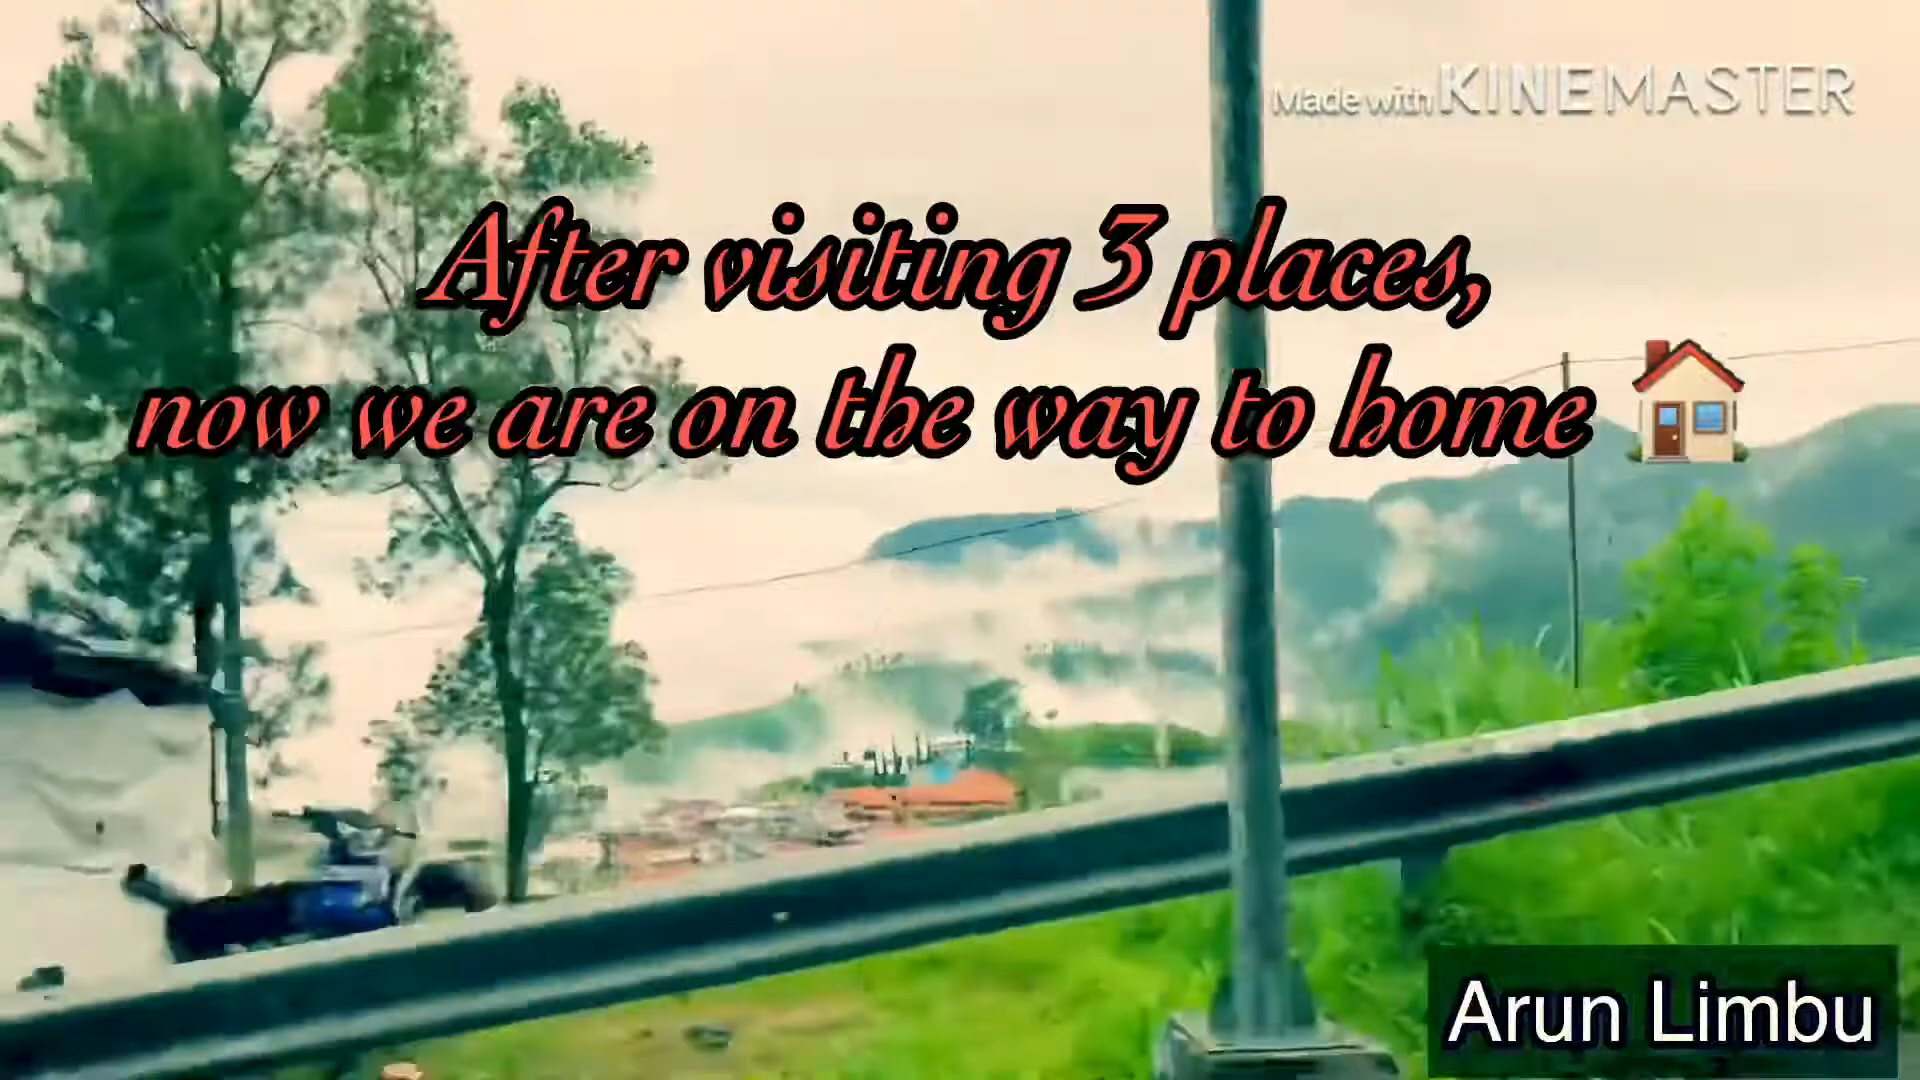 Made with KINEMASTER
After visiting 3 places,
now we are on the way to home
Arun Limbu